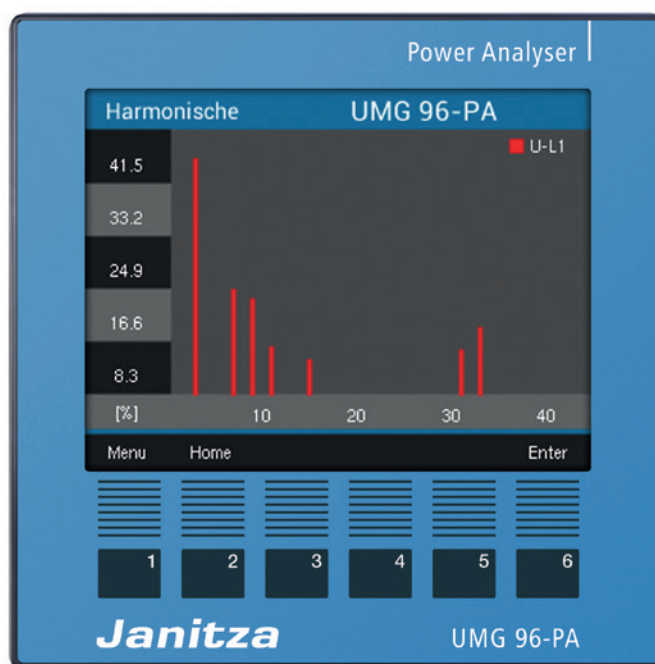 Power Analyser
Harmonische UMG 96-PA
U-L1
41.5
33.2
24.9
16.6
8.3
[%] 10 20 30 40
Menu Home Enter
1 2 3 4 5 6
Janitza UMG 96-PA